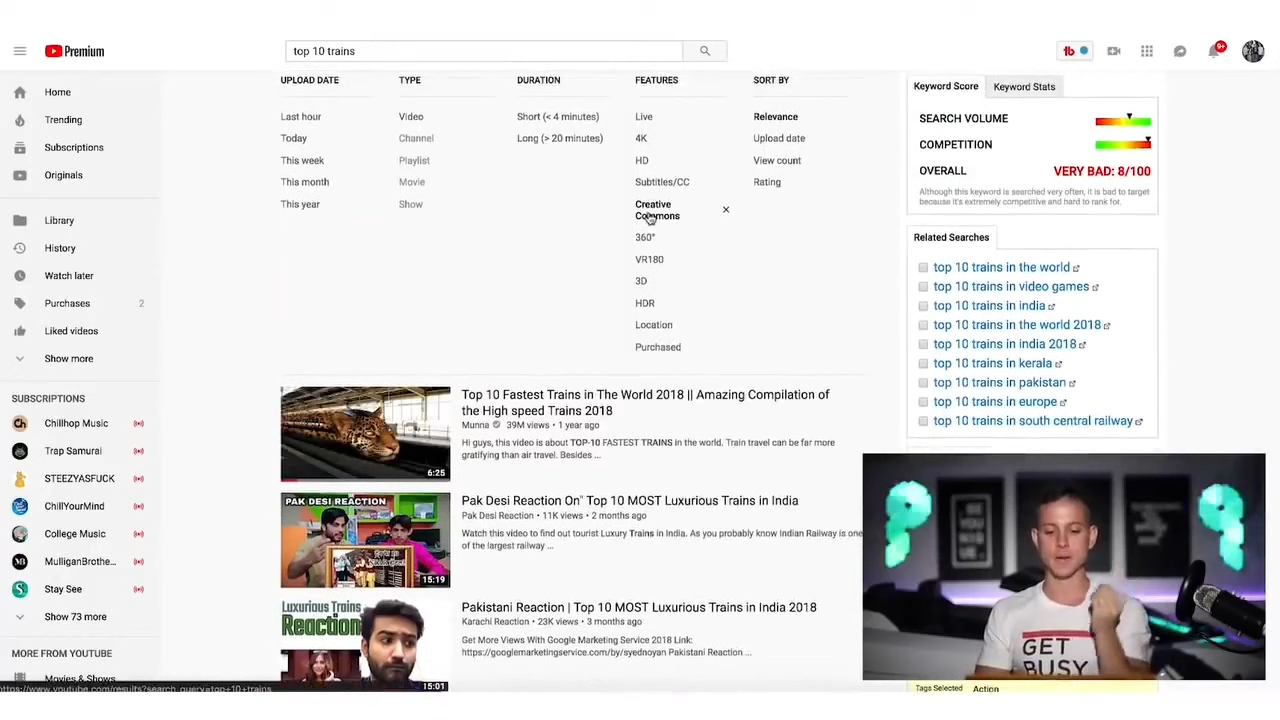 Premium
top 10 trains
tb
9+
Home
Trending
Subscriptions
Originals
Library
History
Watch later
Purchases 2
Liked videos
Show more
SUBSCRIPTIONS
Chillhop Music
Trap Samurai
STEEZYASFUCK
ChillYourMind
College Music
MulliganBrothe...
Stay See
Show 73 more
MORE FROM YOUTUBE
Movies & Shows
https://www.youtube.com/results?search_query=top+10+trains
UPLOAD DATE
Last hour
Today
This week
This month
This year
TYPE
Video
Channel
Playlist
Movie
Show
DURATION
Short (< 4 minutes)
Long (> 20 minutes)
FEATURES
Live
4K
HD
Subtitles/CC
Creative
Commons
360°
VR180
3D
HDR
Location
Purchased
SORT BY
Relevance
Upload date
View count
Rating
6:25
Top 10 Fastest Trains in The World 2018 || Amazing Compilation of
the High speed Trains 2018
Munna 39M views • 1 year ago
Hi guys, this video is about TOP-10 FASTEST TRAINS in the world. Train travel can be far more
gratifying than air travel. Besides ...
PAK DESI REACTION
15:19
Pak Desi Reaction On" Top 10 MOST Luxurious Trains in India
Pak Desi Reaction • 11K views • 2 months ago
Watch this video to find out tourist Luxury Trains in India. As you probably know Indian Railway is one
of the largest railway ...
Luxurious Trains
Reaction
15:01
Pakistani Reaction | Top 10 MOST Luxurious Trains in India 2018
Karachi Reaction • 23K views • 3 months ago
Get More Views With Google Marketing Service 2018 Link:
https://googlemarketingservice.com/by/syednoyan Pakistani Reaction ...
Keyword Score
Keyword Stats
SEARCH VOLUME
COMPETITION
OVERALL VERY BAD: 8/100
Although this keyword is searched very often, it is bad to target
because it's extremely competitive and hard to rank for.
Related Searches
top 10 trains in the world
top 10 trains in video games
top 10 trains in india
top 10 trains in the world 2018
top 10 trains in india 2018
top 10 trains in kerala
top 10 trains in pakistan
top 10 trains in europe
top 10 trains in south central railway
GET
BUSY
Tags Selected Action